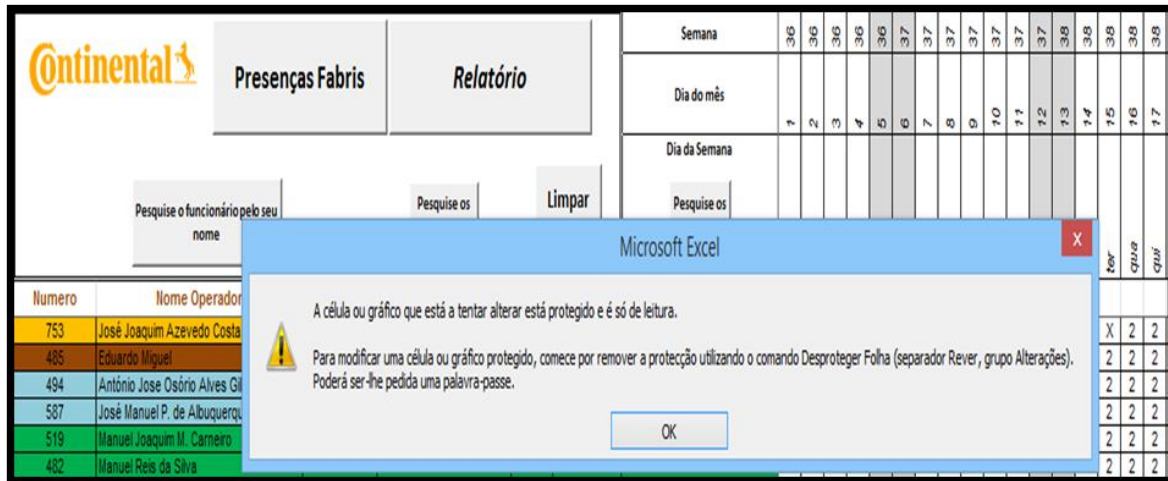 Continental
Presenças Fabris
Relatório
Semana
36 36 36 36 36 37 37 37 37 37 37 37 38 38 38 38 38
Dia do mês
1 2 3 4 5 6 7 8 9 10 11 12 13 14 15 16 17
Dia da Semana
Pesquise o funcionário pelo seu
nome
Pesquise os
Limpar
Pesquise os
ter qua qui
Microsoft Excel
x
A célula ou gráfico que está a tentar alterar está protegido e é só de leitura.
Para modificar uma célula ou gráfico protegido, comece por remover a protecção utilizando o comando Desproteger Folha (separador Rever, grupo Alterações).
Poderá ser-lhe pedida uma palavra-passe.
OK
Numero Nome Operador
753 José Joaquim Azevedo Costa X 2 2
485 Eduardo Miguel 2 2 2
494 António Jose Osório Alves Gil 2 2 2
587 José Manuel P. de Albuquerqu 2 2 2
519 Manuel Joaquim M. Carneiro 2 2 2
482 Manuel Reis da Silva 2 2 2